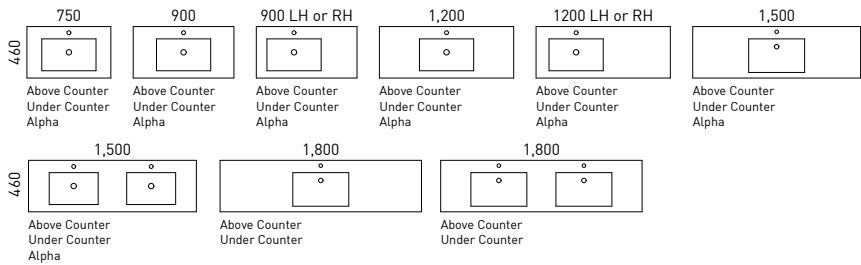 750 900 900 LH or RH 1,200 1200 LH or RH 1,500
460
Above Counter Above Counter Above Counter Above Counter Above Counter Above Counter
Under Counter Under Counter Under Counter Under Counter Under Counter Under Counter
Alpha Alpha Alpha Alpha Alpha Alpha
1,500 1,800 1,800
460
Above Counter Above Counter Above Counter
Under Counter Under Counter Under Counter
Alpha